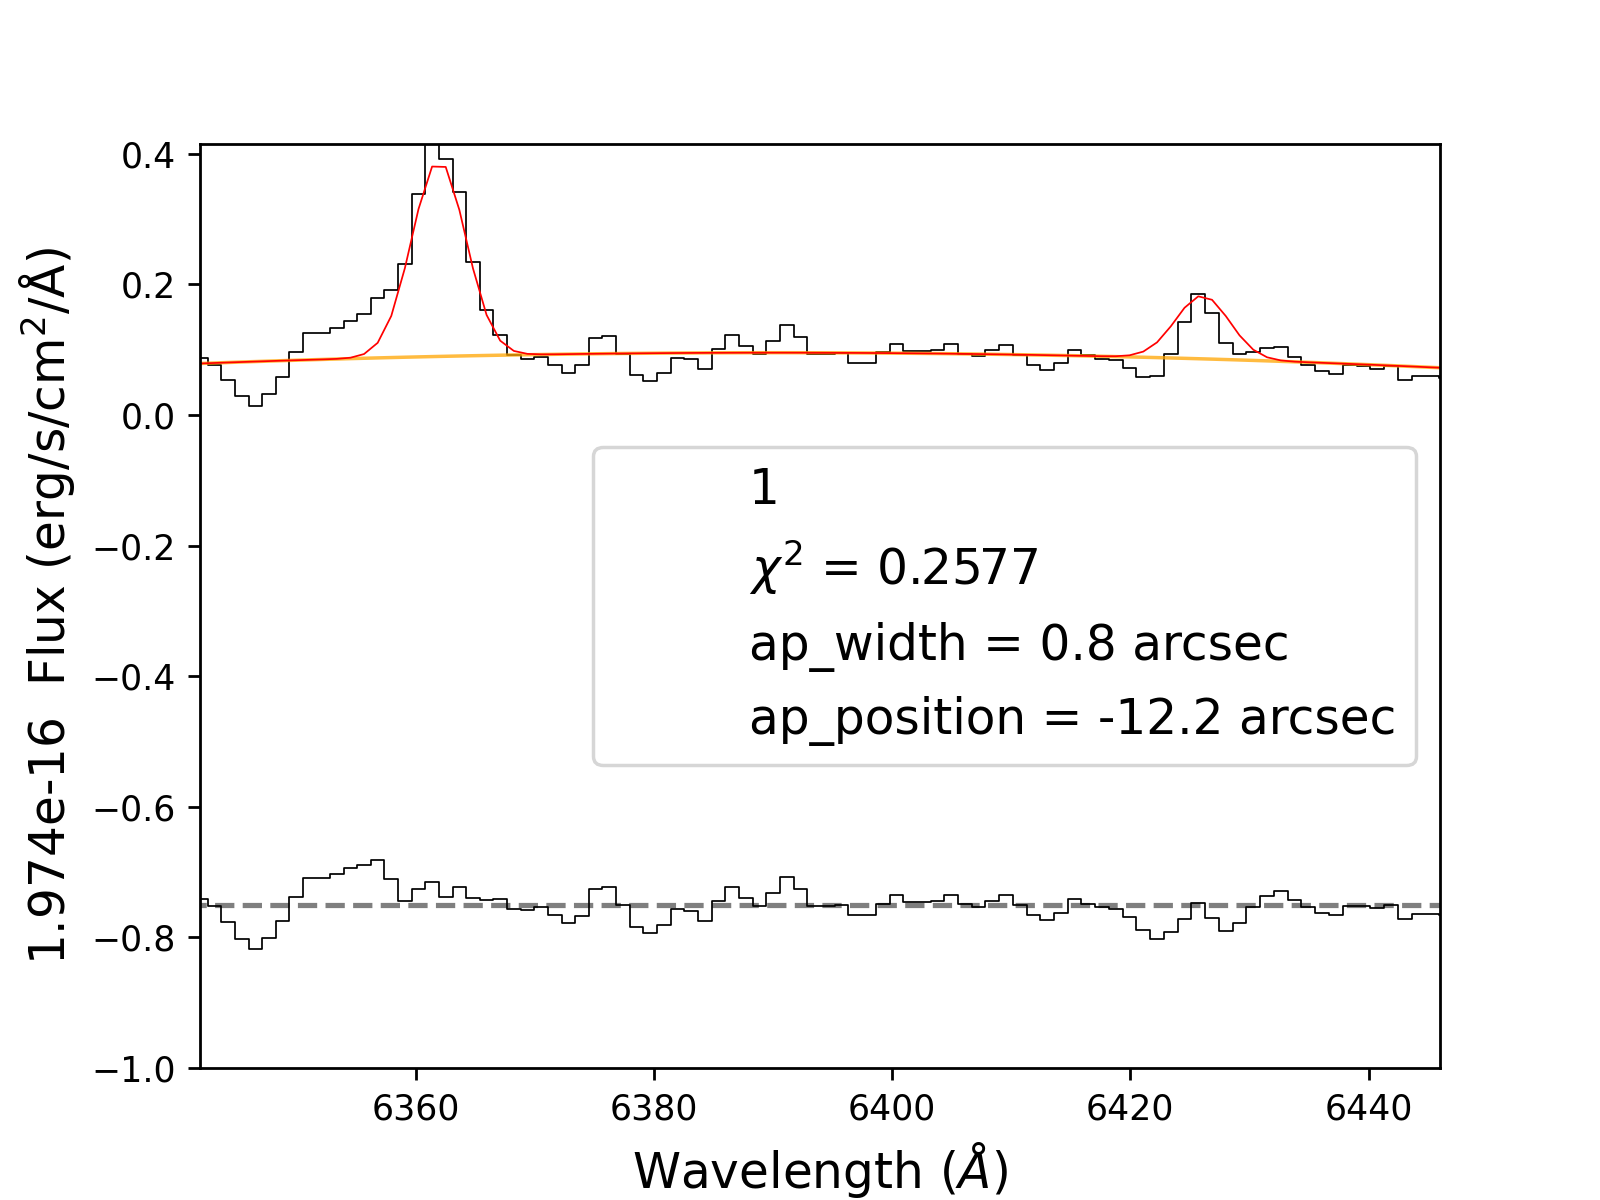 0.4
0.2
0.0
−0.2
−0.4
−0.6
−0.8
−1.0
1.974e-16 Flux (erg/s/cm²/Å)
1
χ² = 0.2577
ap_width = 0.8 arcsec
ap_position = -12.2 arcsec
6360 6380 6400 6420 6440
Wavelength (Å)